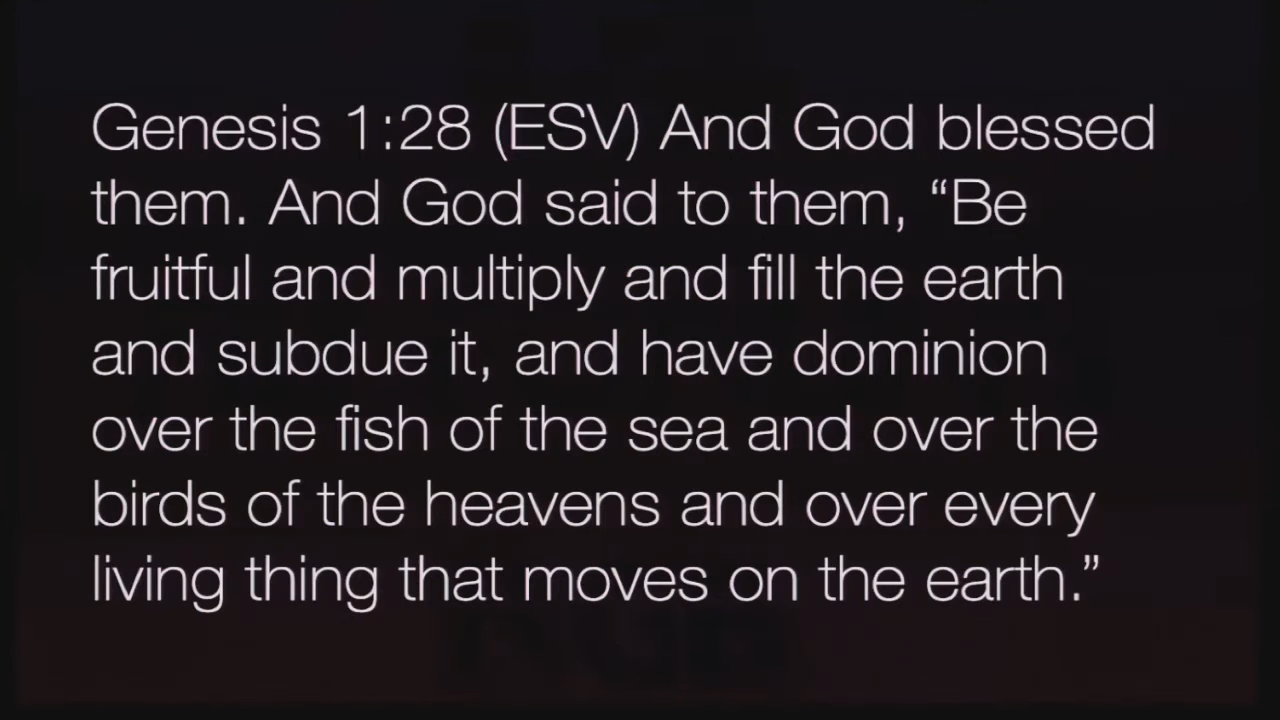 Genesis 1:28 (ESV) And God blessed
them. And God said to them, “Be
fruitful and multiply and fill the earth
and subdue it, and have dominion
over the fish of the sea and over the
birds of the heavens and over every
living thing that moves on the earth.”